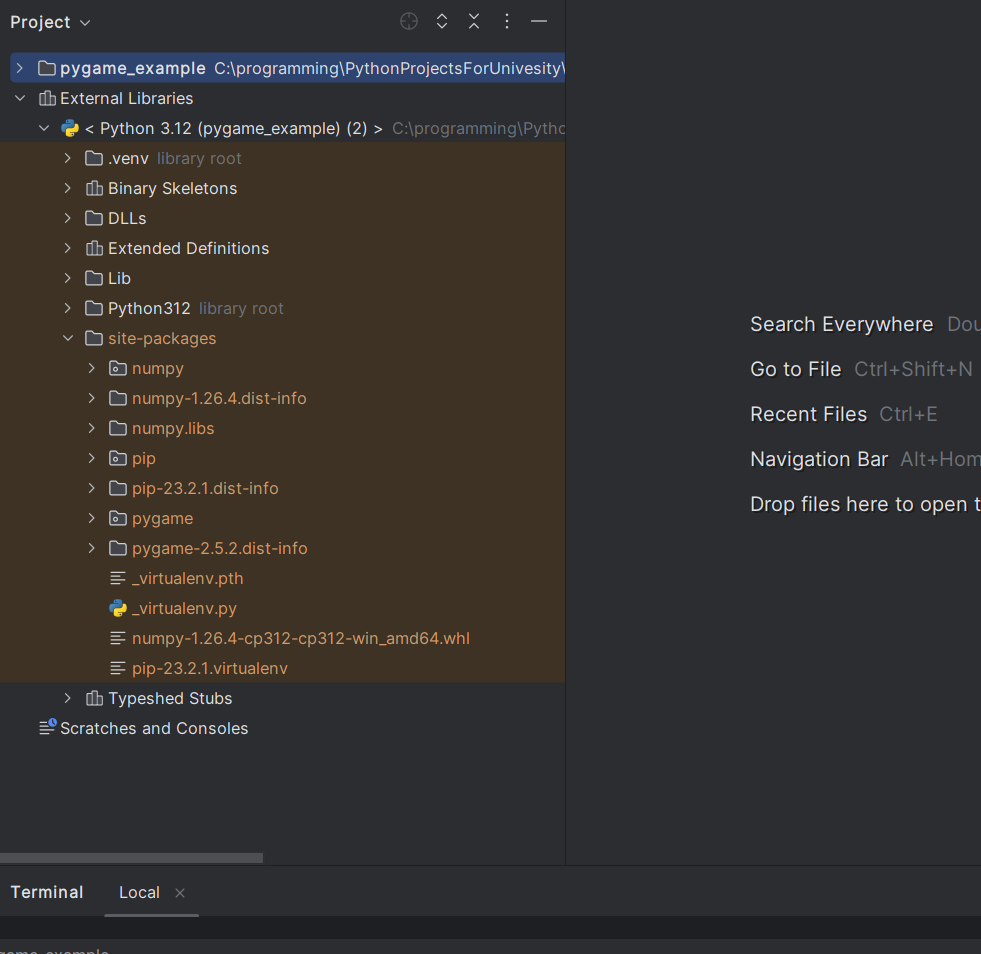 Project
pygame_example C:\programming\PythonProjectsForUnivesity\
External Libraries
< Python 3.12 (pygame_example) (2) > C:\programming\Pytho
.venv library root
Binary Skeletons
DLLs
Extended Definitions
Lib
Python312 library root
site-packages
numpy
numpy-1.26.4.dist-info
numpy.libs
pip
pip-23.2.1.dist-info
pygame
pygame-2.5.2.dist-info
_virtualenv.pth
_virtualenv.py
numpy-1.26.4-cp312-cp312-win_amd64.whl
pip-23.2.1.virtualenv
Typeshed Stubs
Scratches and Consoles
Search Everywhere Dou
Go to File Ctrl+Shift+N
Recent Files Ctrl+E
Navigation Bar Alt+Hom
Drop files here to open t
Terminal Local